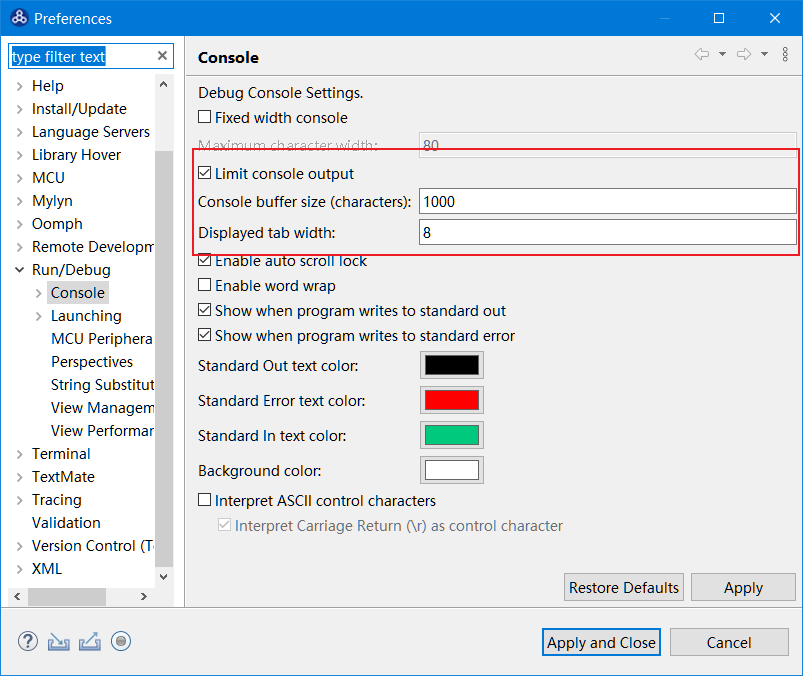 Preferences
type filter text
Help
Install/Update
Language Servers
Library Hover
MCU
Mylyn
Oomph
Remote Developm
Run/Debug
Console
Launching
MCU Periphera
Perspectives
String Substitut
View Managem
View Performar
Terminal
TextMate
Tracing
Validation
Version Control (T
XML
Console
Debug Console Settings.
Fixed width console
Maximum character width: 80
Limit console output
Console buffer size (characters): 1000
Displayed tab width: 8
Enable auto scroll lock
Enable word wrap
Show when program writes to standard out
Show when program writes to standard error
Standard Out text color:
Standard Error text color:
Standard In text color:
Background color:
Interpret ASCII control characters
Interpret Carriage Return (\r) as control character
Restore Defaults Apply
Apply and Close Cancel